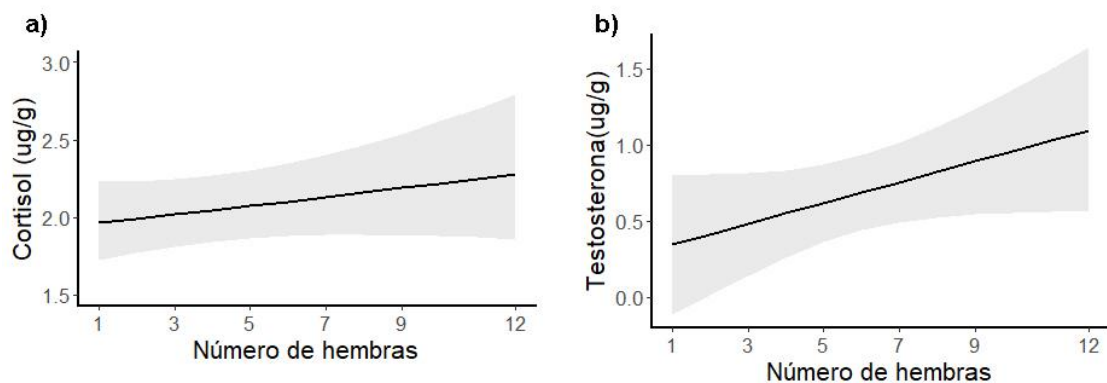 a)
Cortisol (ug/g)
3.0
2.5
2.0
1.5
1 3 5 7 9 12
Número de hembras
b)
Testosterona(ug/g)
1.5
1.0
0.5
0.0
1 3 5 7 9 12
Número de hembras